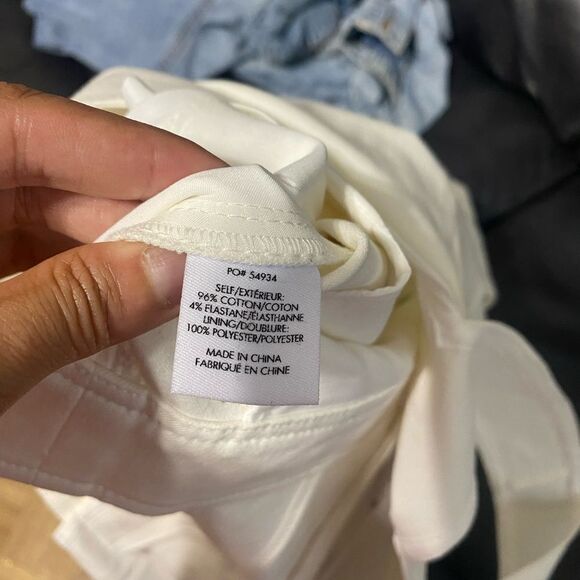 PO# 54934
SELF/EXTÉRIEUR:
96% COTTON/COTON
4% ELASTANE/ÉLASTHANNE
LINING/DOUBLURE:
100% POLYESTER/POLYESTER
MADE IN CHINA
FABRIQUÉ EN CHINE